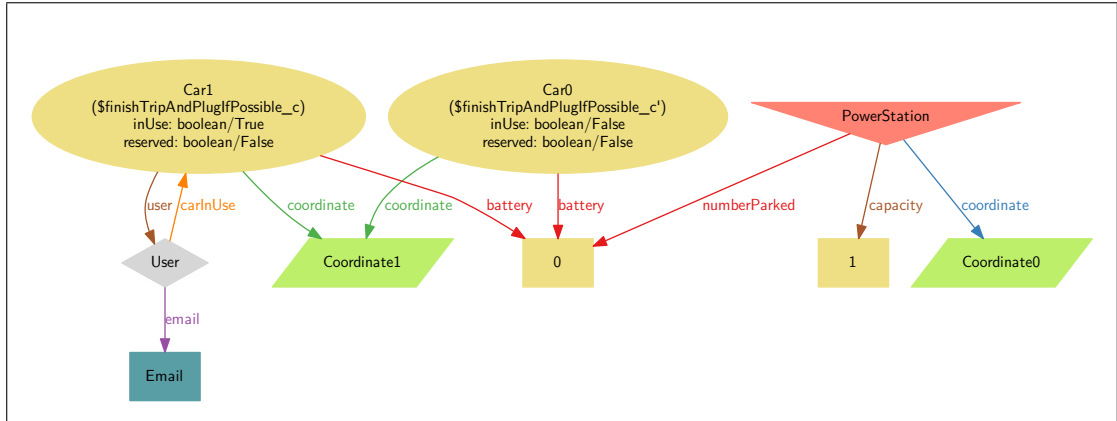 Car1
($finishTripAndPlugIfPossible_c)
inUse: boolean/True
reserved: boolean/False
Car0
($finishTripAndPlugIfPossible_c')
inUse: boolean/False
reserved: boolean/False
PowerStation
user
carInUse
coordinate
coordinate
battery
battery
numberParked
capacity
coordinate
User
Coordinate1
0
1
Coordinate0
email
Email